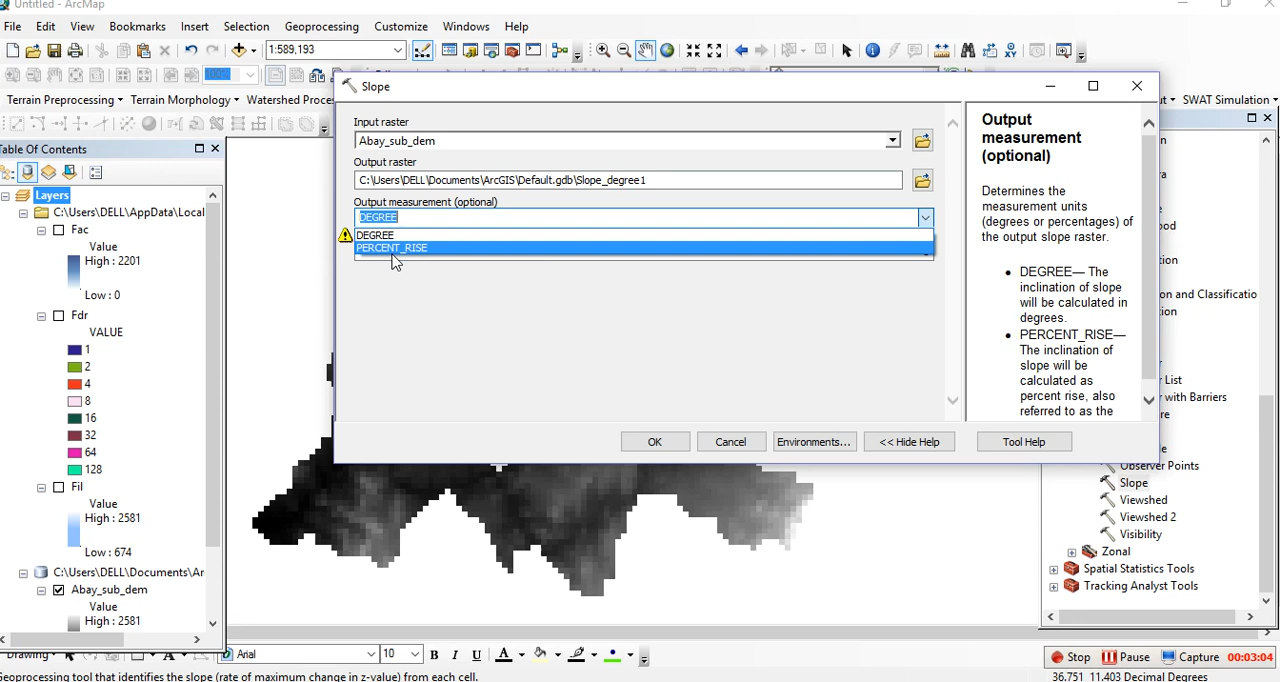 Untitled - ArcMap
File Edit View Bookmarks Insert Selection Geoprocessing Customize Windows Help
1:589,193
100%
Terrain Preprocessing Terrain Morphology Watershed Proce
t SWAT Simulation
Slope
Input raster
Abay_sub_dem
Output raster
C:\Users\DELL\Documents\ArcGIS\Default.gdb\Slope_degree1
Output measurement (optional)
DEGREE
DEGREE
PERCENT_RISE
OK Cancel Environments... << Hide Help Tool Help
Output
measurement
(optional)
Determines the
measurement units
(degrees or percentages) of
the output slope raster.
• DEGREE— The
inclination of slope
will be calculated in
degrees.
• PERCENT_RISE—
The inclination of
slope will be
calculated as
percent rise, also
referred to as the
Table Of Contents
Layers
C:\Users\DELL\AppData\Local
Fac
Value
High : 2201
Low : 0
Fdr
VALUE
1
2
4
8
16
32
64
128
Fil
Value
High : 2581
Low : 674
C:\Users\DELL\Documents\Ar
Abay_sub_dem
Value
High : 2581
on and Classificatio
List
with Barriers
Observer Points
Slope
Viewshed
Viewshed 2
Visibility
Zonal
Spatial Statistics Tools
Tracking Analyst Tools
Drawing
Arial 10 B I U A
Stop Pause Capture 00:03:04
Geoprocessing tool that identifies the slope (rate of maximum change in z-value) from each cell.
36.751 11.403 Decimal Degrees